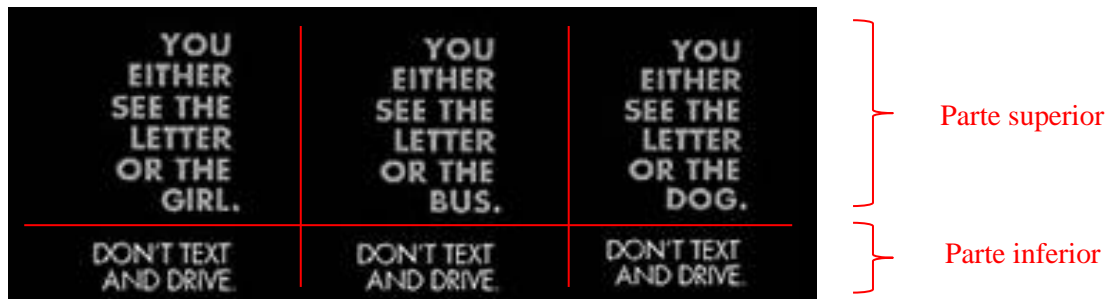 YOU
EITHER
SEE THE
LETTER
OR THE
GIRL.
DON'T TEXT
AND DRIVE.
YOU
EITHER
SEE THE
LETTER
OR THE
BUS.
DON'T TEXT
AND DRIVE.
YOU
EITHER
SEE THE
LETTER
OR THE
DOG.
DON'T TEXT
AND DRIVE.
Parte superior
Parte inferior